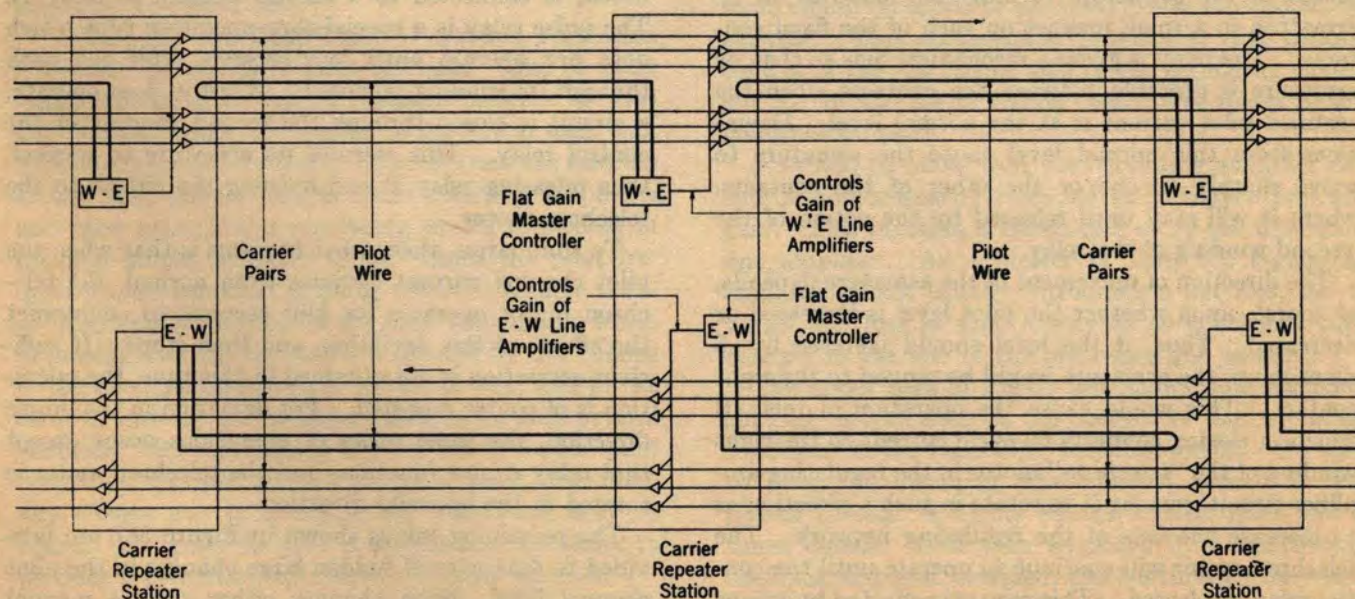 W - E
W - E
W - E
Flat Gain
Master
Controller
Controls
Gain of
W - E Line
Amplifiers
Carrier
Pairs
Pilot
Wire
Pilot
Wire
Carrier
Pairs
Controls
Gain of
E - W Line
Amplifiers
Flat Gain
Master
Controller
E - W
E - W
E - W
Carrier
Repeater
Station
Carrier
Repeater
Station
Carrier
Repeater
Station